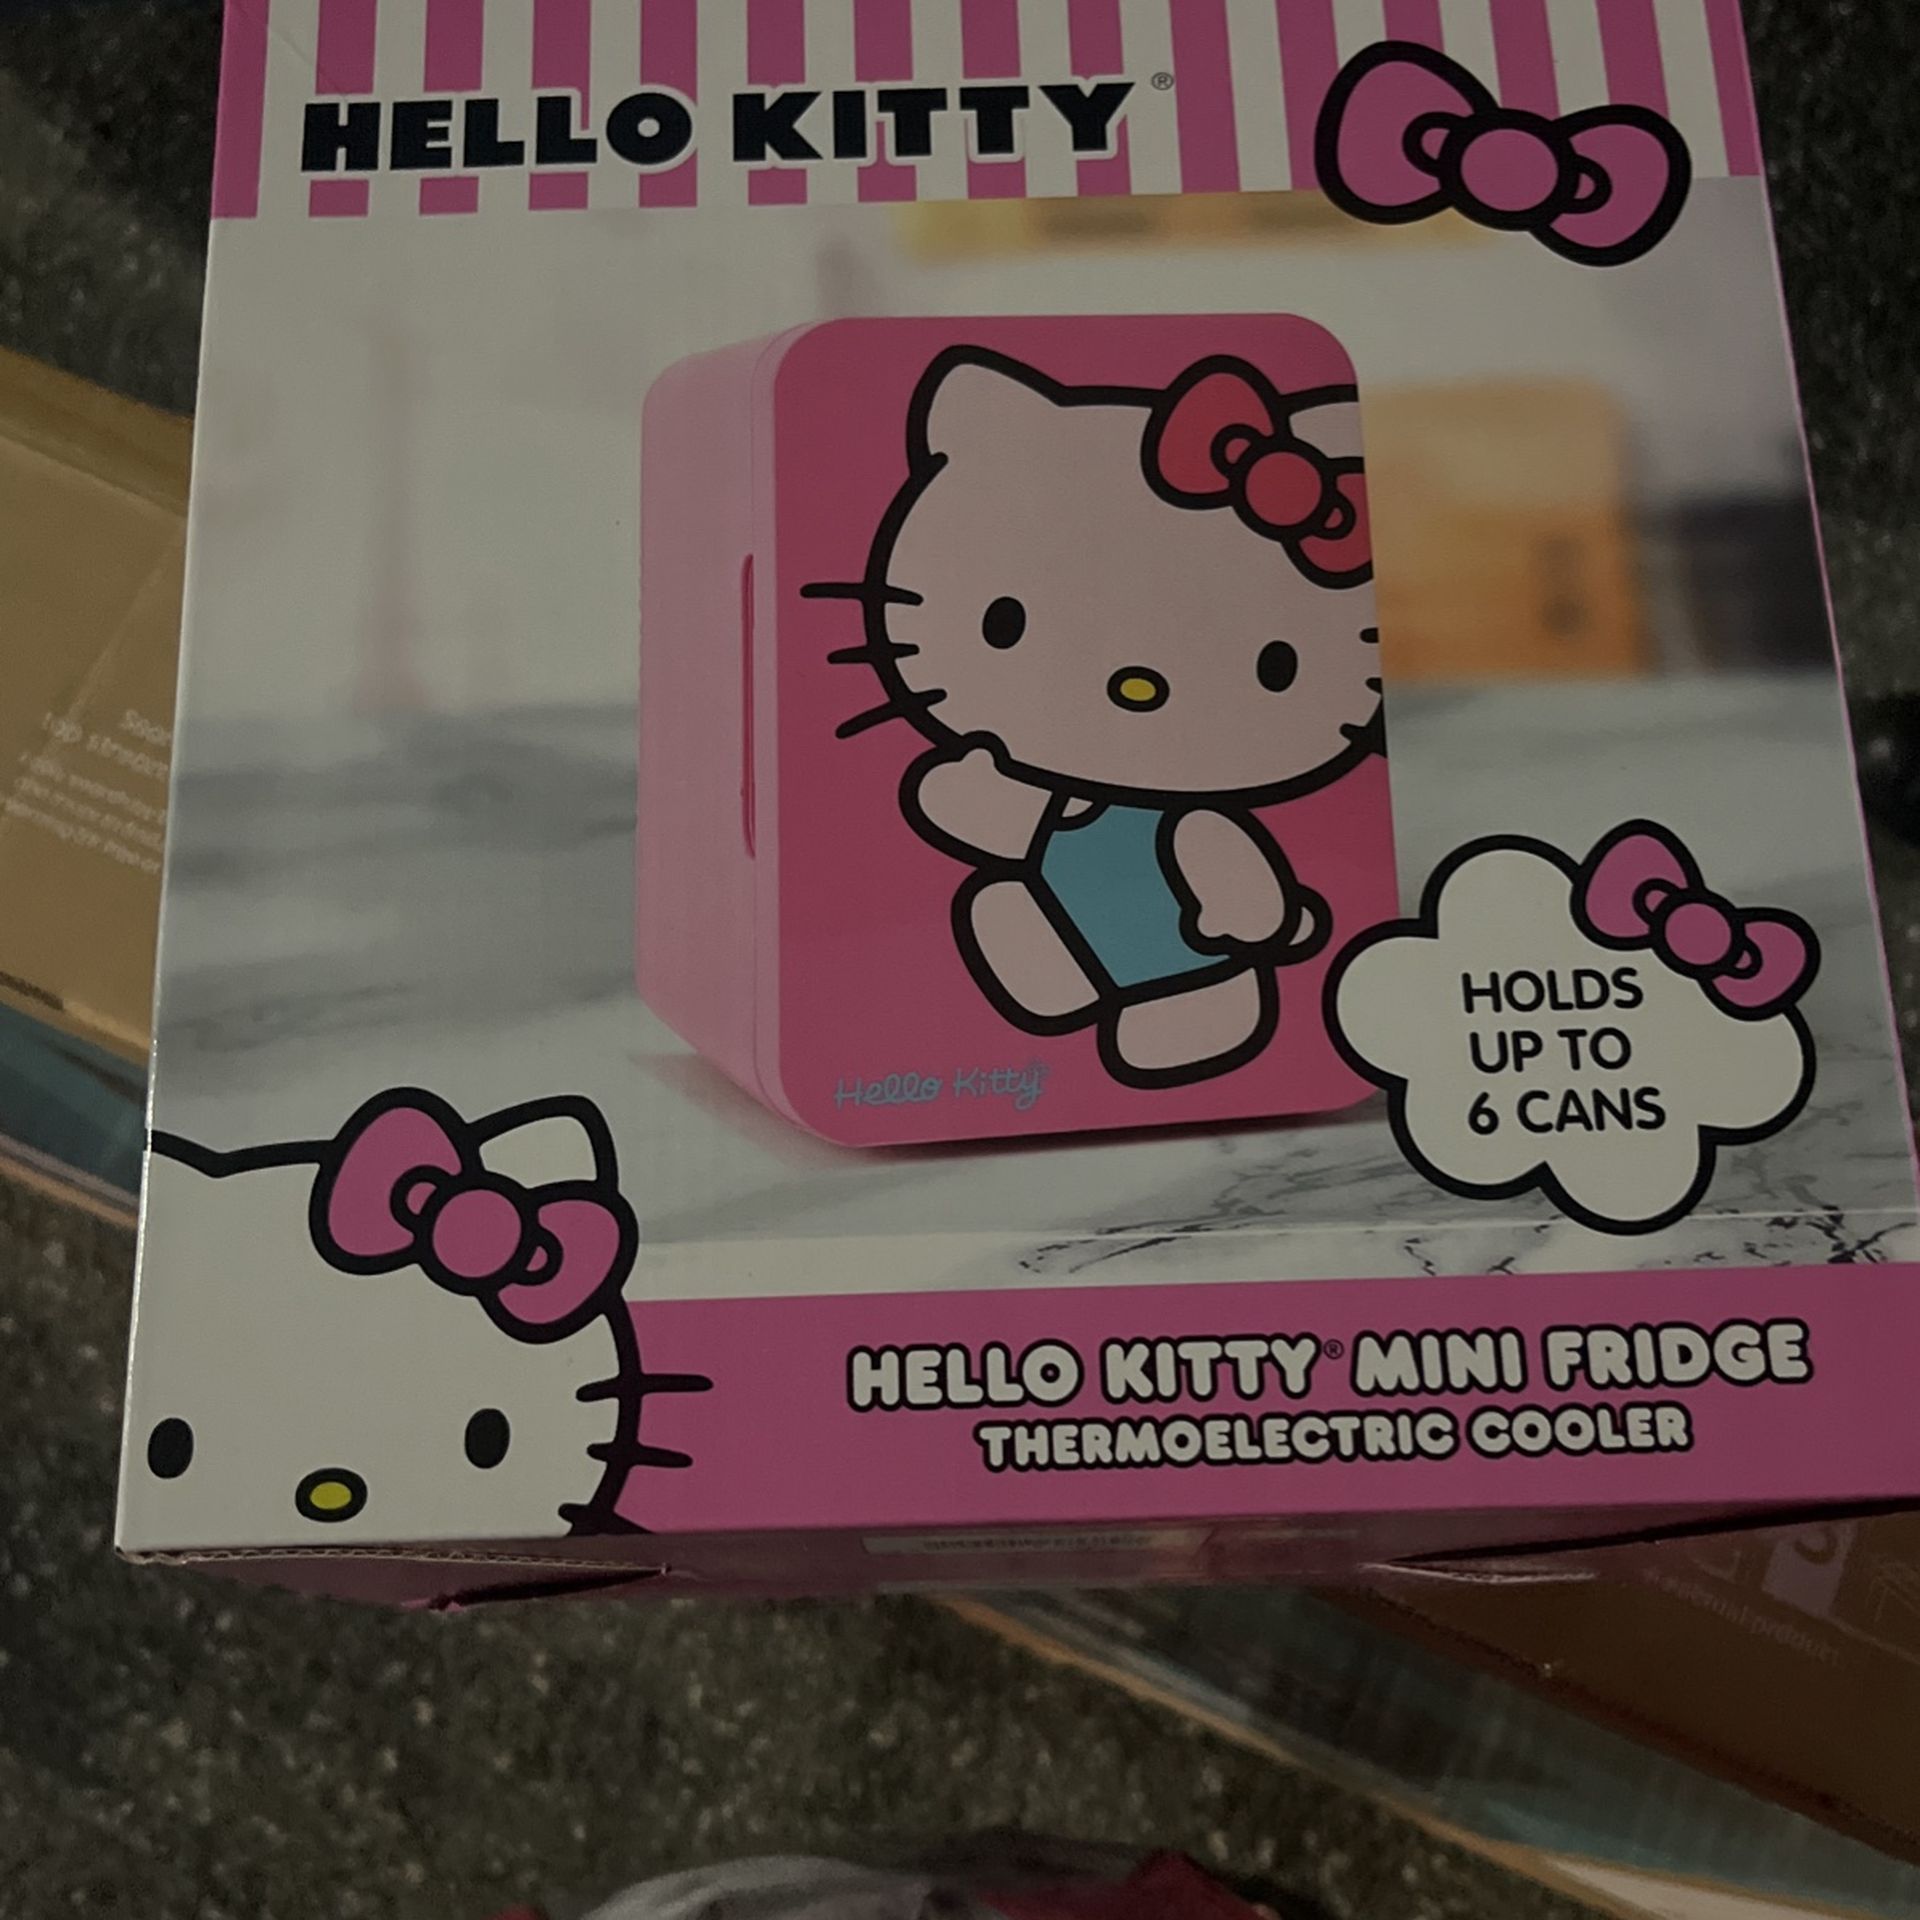 HELLO KITTY®
Hello Kitty
HOLDS
UP TO
6 CANS
HELLO KITTY® MINI FRIDGE
THERMOELECTRIC COOLER